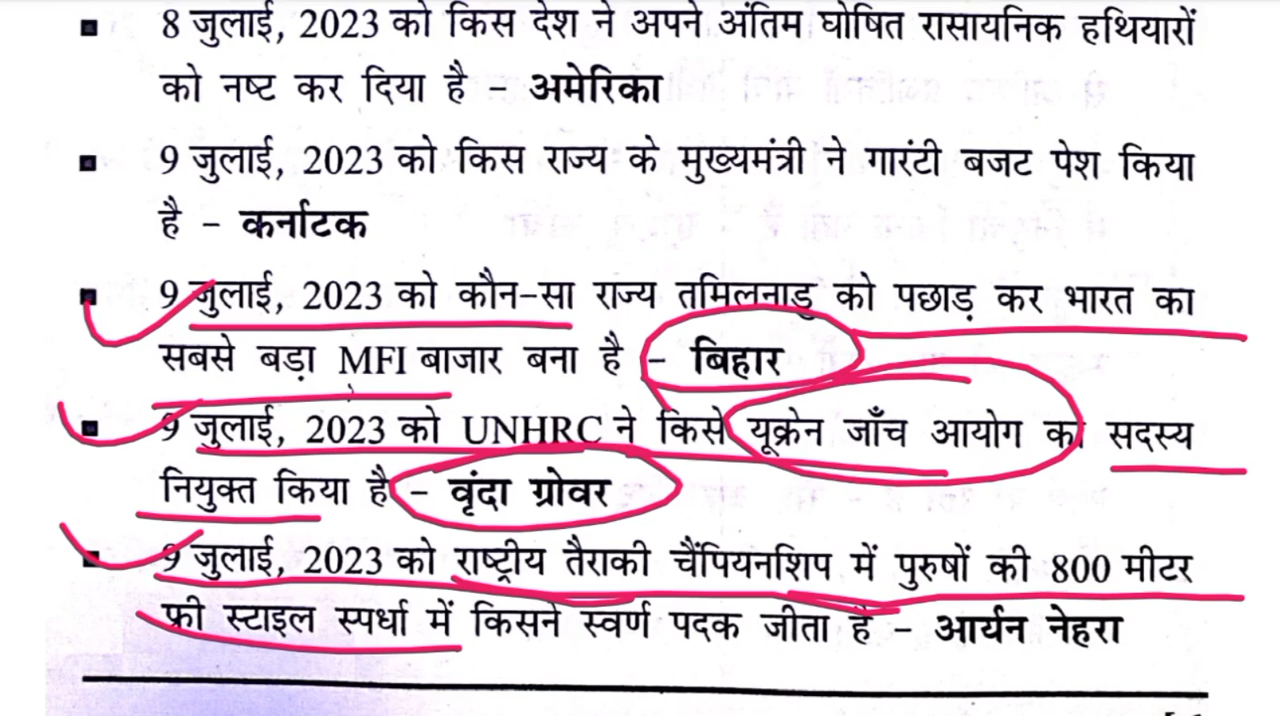 ▪ 8 जुलाई, 2023 को किस देश ने अपने अंतिम घोषित रासायनिक हथियारों
को नष्ट कर दिया है – अमेरिका
▪ 9 जुलाई, 2023 को किस राज्य के मुख्यमंत्री ने गारंटी बजट पेश किया
है – कर्नाटक
▪ 9 जुलाई, 2023 को कौन-सा राज्य तमिलनाडु को पछाड़ कर भारत का
सबसे बड़ा MFI बाजार बना है – बिहार
▪ 9 जुलाई, 2023 को UNHRC ने किसे यूक्रेन जाँच आयोग का सदस्य
नियुक्त किया है – वृंदा ग्रोवर
▪ 9 जुलाई, 2023 को राष्ट्रीय तैराकी चैंपियनशिप में पुरुषों की 800 मीटर
फ्री स्टाइल स्पर्धा में किसने स्वर्ण पदक जीता है – आर्यन नेहरा